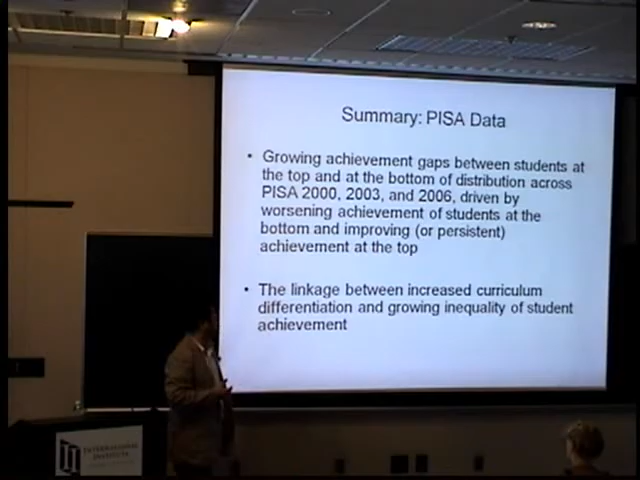 Summary: PISA Data
• Growing achievement gaps between students at
the top and at the bottom of distribution across
PISA 2000, 2003, and 2006, driven by
worsening achievement of students at the
bottom and improving (or persistent)
achievement at the top
• The linkage between increased curriculum
differentiation and growing inequality of student
achievement
INTERNATIONAL
INSTITUTE